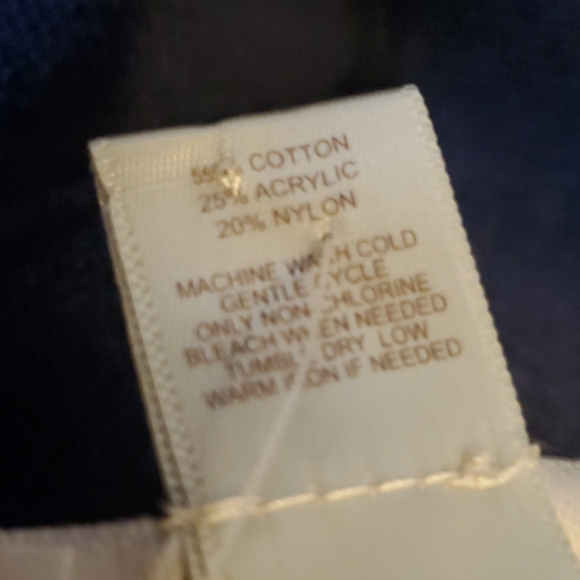 55% COTTON
25% ACRYLIC
20% NYLON
MACHINE WASH COLD
GENTLE CYCLE
ONLY NON CHLORINE
BLEACH WHEN NEEDED
TUMBLE DRY LOW
WARM IRON IF NEEDED